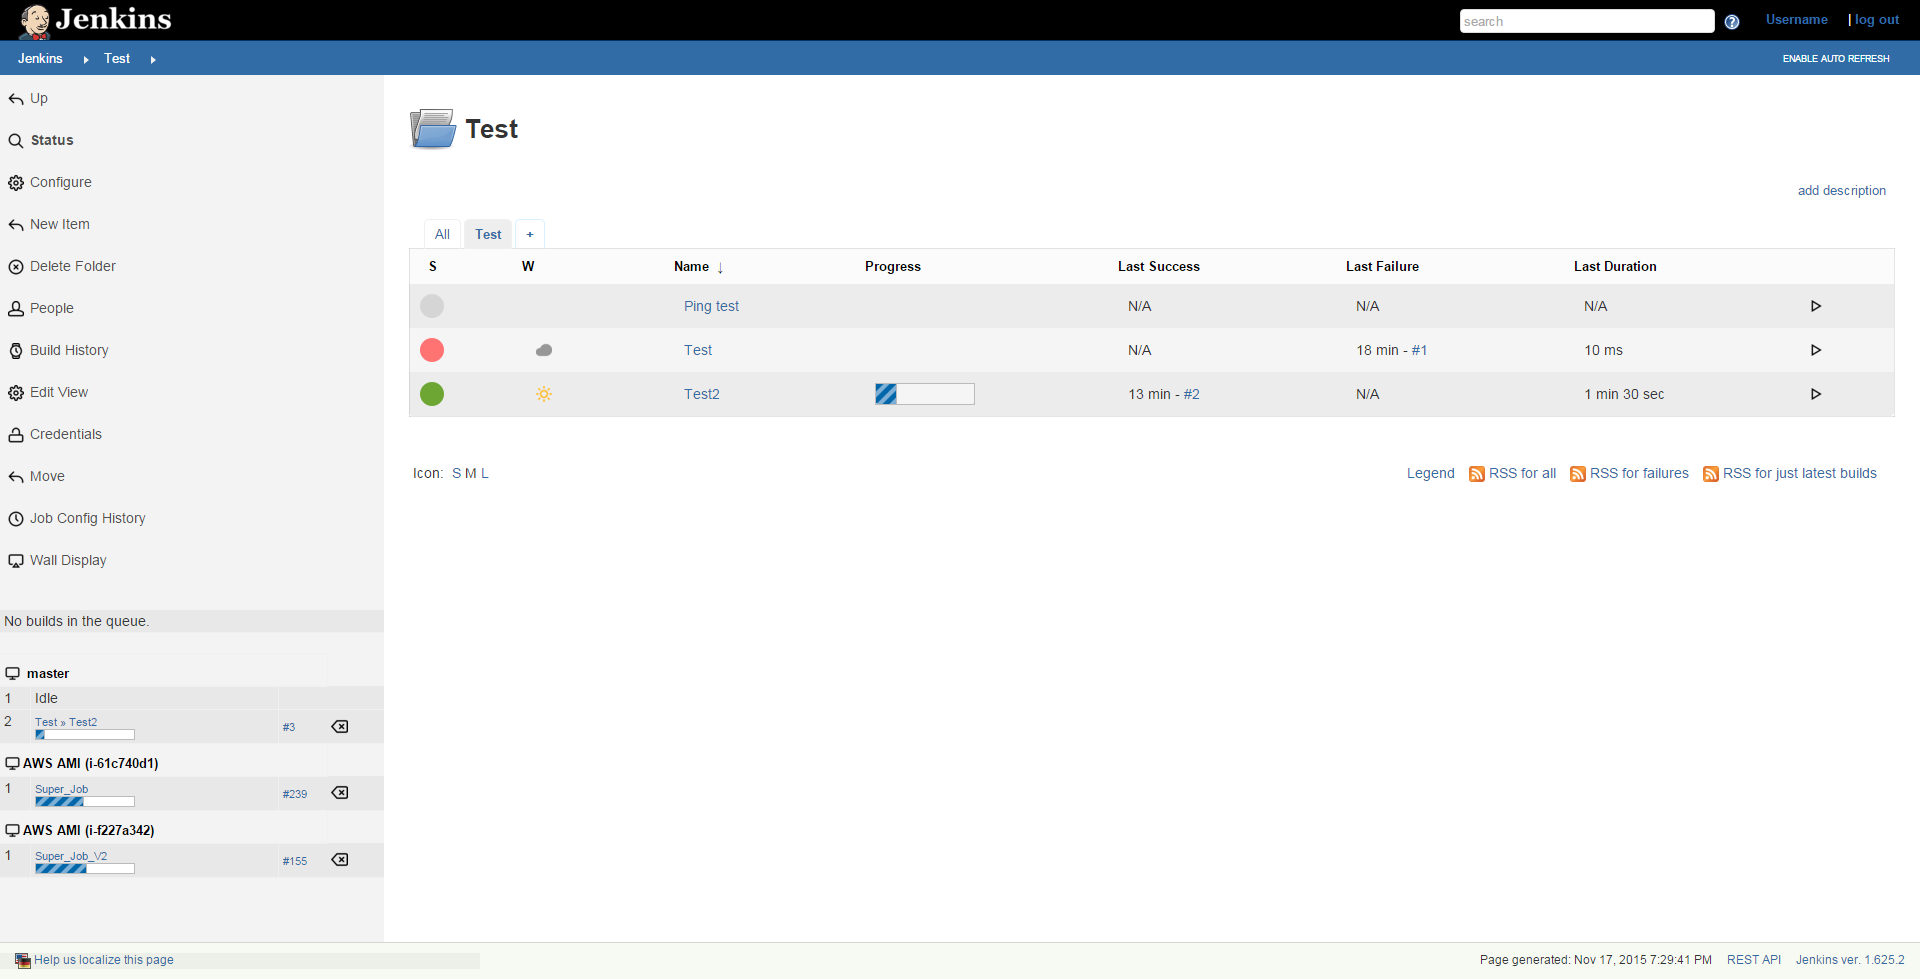 Jenkins
search
Username | log out
Jenkins Test
ENABLE AUTO REFRESH
Up
Status
Configure
New Item
Delete Folder
People
Build History
Edit View
Credentials
Move
Job Config History
Wall Display
No builds in the queue.
master
1 Idle
2 Test » Test2 #3
AWS AMI (i-61c740d1)
1 Super_Job #239
AWS AMI (i-f227a342)
1 Super_Job_V2 #155
Test
add description
All Test +
S W Name ↓ Progress Last Success Last Failure Last Duration
Ping test N/A N/A N/A
Test N/A 18 min - #1 10 ms
Test2 13 min - #2 N/A 1 min 30 sec
Icon: S M L
Legend RSS for all RSS for failures RSS for just latest builds
Help us localize this page
Page generated: Nov 17, 2015 7:29:41 PM REST API Jenkins ver. 1.625.2